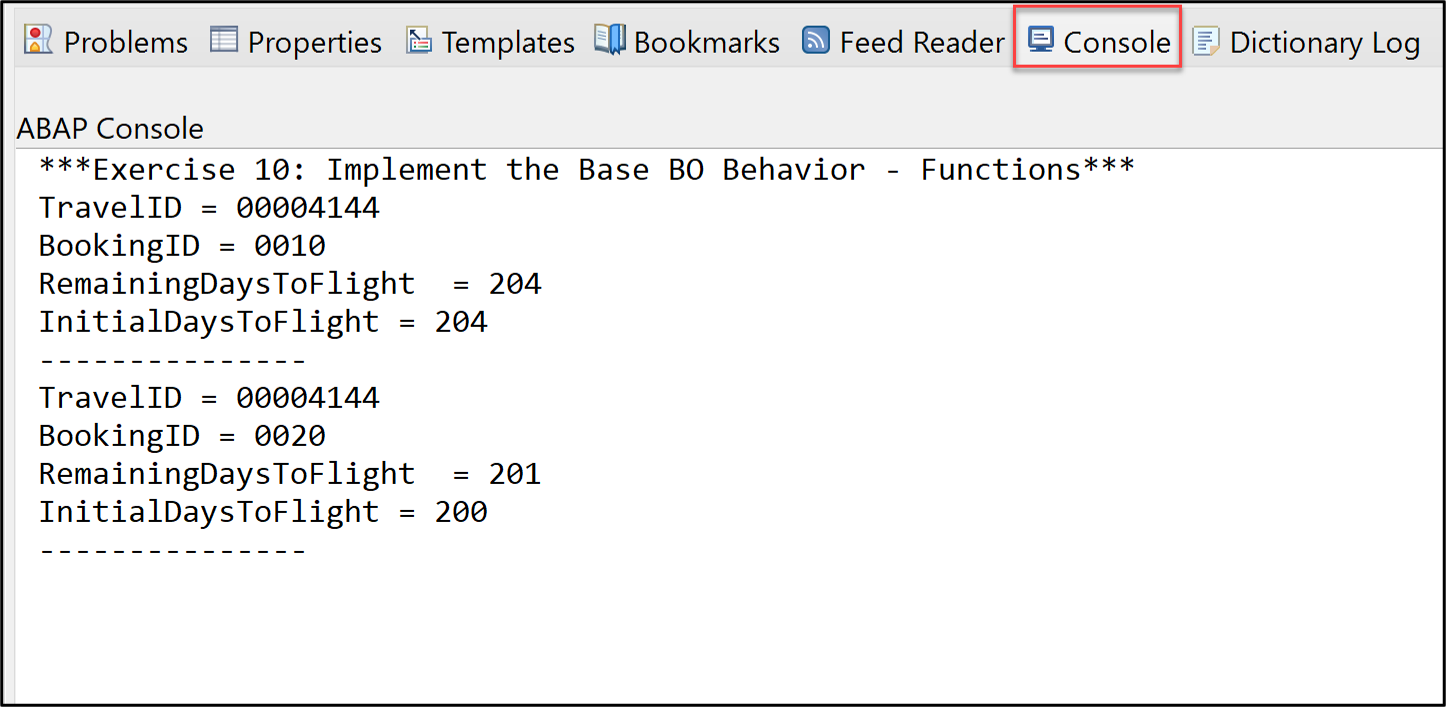 Problems Properties Templates Bookmarks Feed Reader Console Dictionary Log
ABAP Console
***Exercise 10: Implement the Base BO Behavior - Functions***
TravelID = 00004144
BookingID = 0010
RemainingDaysToFlight  = 204
InitialDaysToFlight = 204
---------------
TravelID = 00004144
BookingID = 0020
RemainingDaysToFlight  = 201
InitialDaysToFlight = 200
---------------